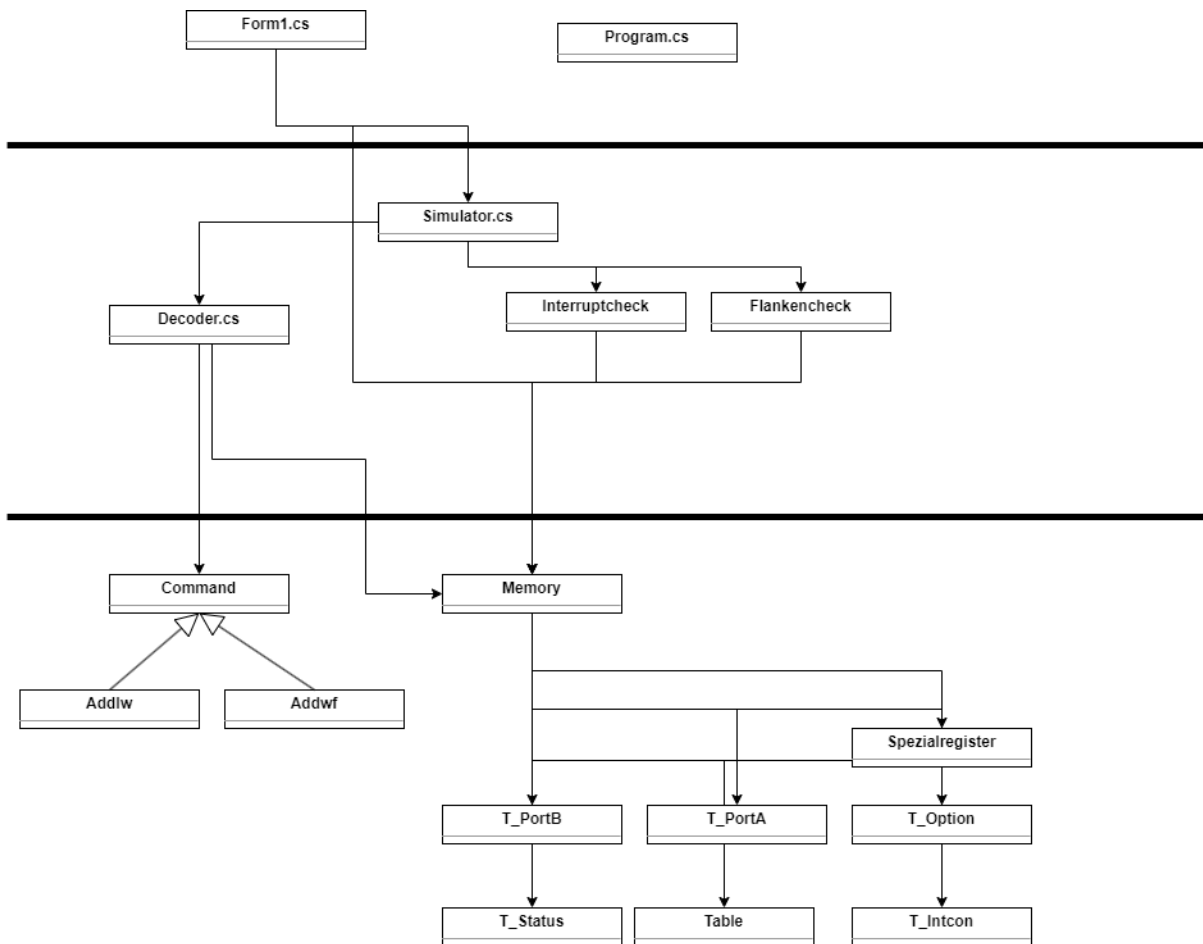 Form1.cs
Program.cs
Simulator.cs
Interruptcheck
Flankencheck
Decoder.cs
Command
Memory
Addlw
Addwf
Spezialregister
T_PortB
T_PortA
T_Option
T_Status
Table
T_Intcon